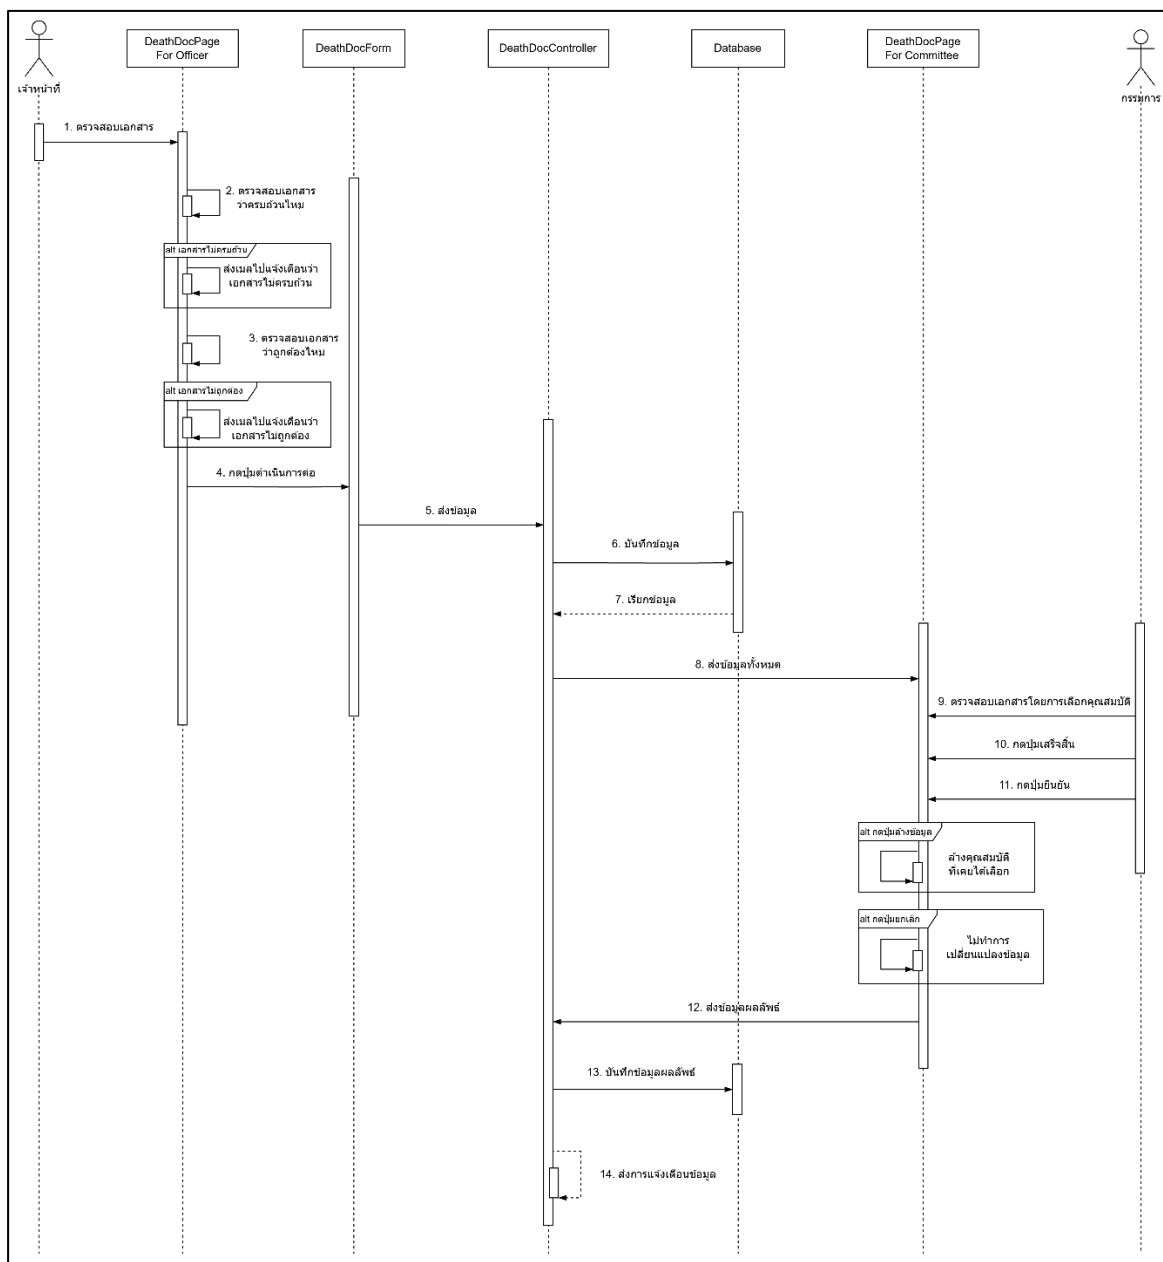 DeathDocPage
For Officer
DeathDocForm
DeathDocController
Database
DeathDocPage
For Committee
เจ้าหน้าที่
กรรมการ
1. ตรวจสอบเอกสาร
2. ตรวจสอบเอกสาร
ว่าครบถ้วนไหม
alt เอกสารไม่ครบถ้วน
ส่งเมลไปแจ้งเตือนว่า
เอกสารไม่ครบถ้วน
3. ตรวจสอบเอกสาร
ว่าถูกต้องไหม
alt เอกสารไม่ถูกต้อง
ส่งเมลไปแจ้งเตือนว่า
เอกสารไม่ถูกต้อง
4. กดปุ่มดำเนินการต่อ
5. ส่งข้อมูล
6. บันทึกข้อมูล
7. เรียกข้อมูล
8. ส่งข้อมูลทั้งหมด
9. ตรวจสอบเอกสารโดยการเลือกคุณสมบัติ
10. กดปุ่มเสร็จสิ้น
11. กดปุ่มยืนยัน
alt กดปุ่มล้างข้อมูล
ล้างคุณสมบัติ
ที่เคยได้เลือก
alt กดปุ่มยกเลิก
ไม่ทำการ
เปลี่ยนแปลงข้อมูล
12. ส่งข้อมูลผลลัพธ์
13. บันทึกข้อมูลผลลัพธ์
14. ส่งการแจ้งเตือนข้อมูล